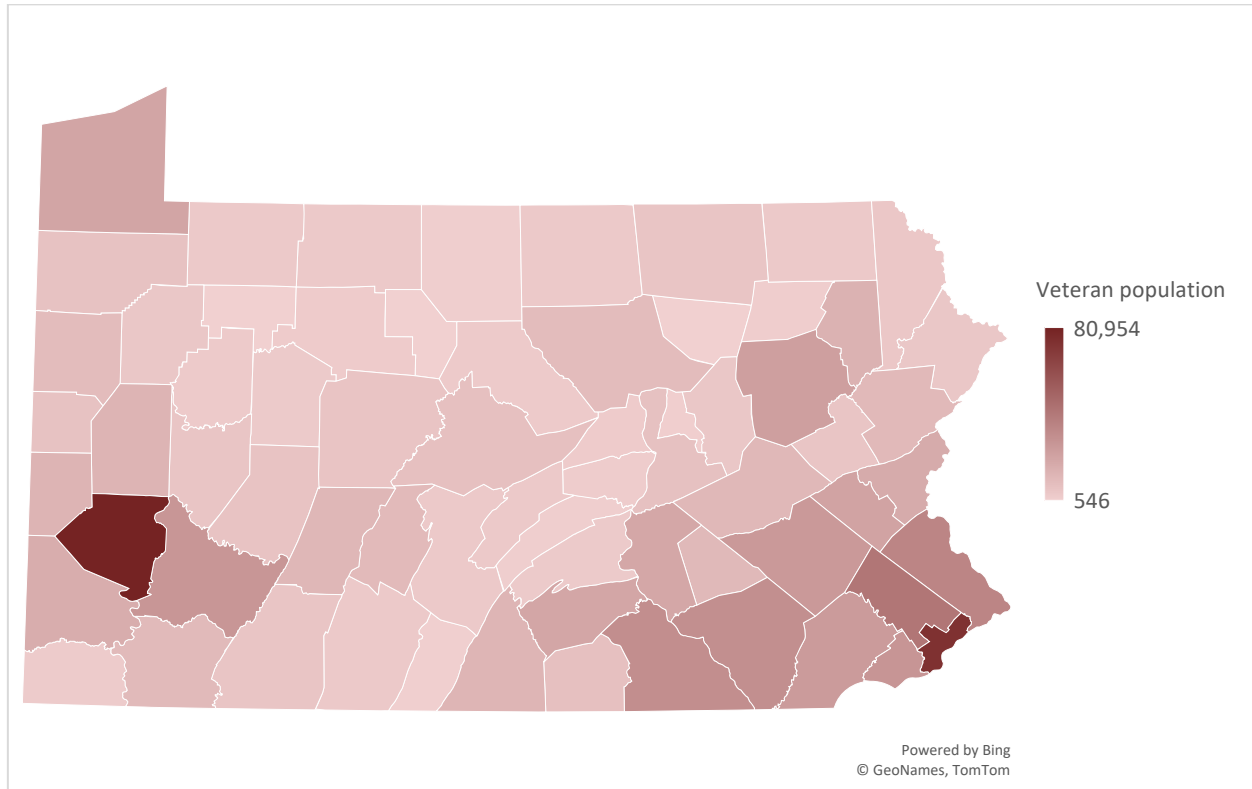 Veteran population
80,954
546
Powered by Bing
© GeoNames, TomTom